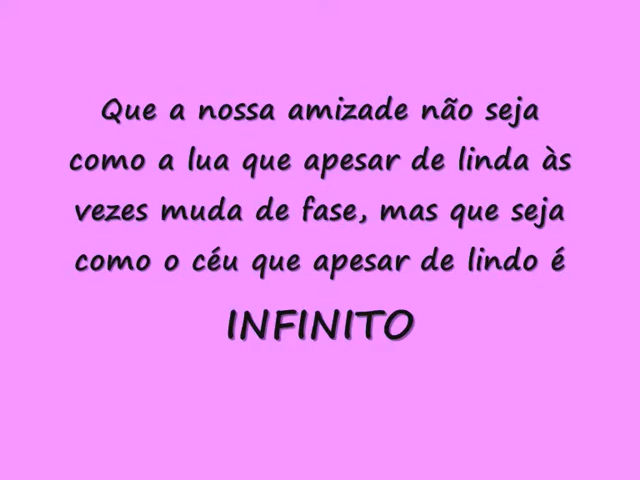 Que a nossa amizade não seja
como a lua que apesar de linda às
vezes muda de fase, mas que seja
como o céu que apesar de lindo é
INFINITO